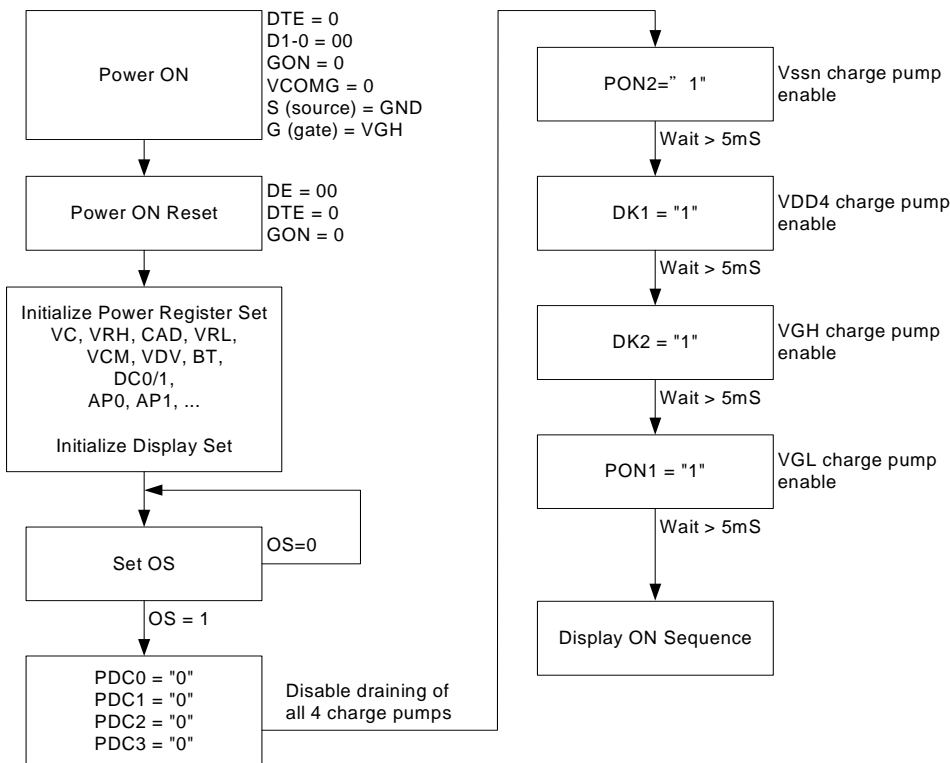 Power ON
DTE = 0
D1-0 = 00
GON = 0
VCOMG = 0
S (source) = GND
G (gate) = VGH
Power ON Reset
DE = 00
DTE = 0
GON = 0
Initialize Power Register Set
VC, VRH, CAD, VRL,
VCM, VDV, BT,
DC0/1,
AP0, AP1, ...
Initialize Display Set
Set OS
OS=0
OS = 1
PDC0 = "0"
PDC1 = "0"
PDC2 = "0"
PDC3 = "0"
Disable draining of
all 4 charge pumps
PON2=” 1"
Vssn charge pump
enable
Wait > 5mS
DK1 = "1"
VDD4 charge pump
enable
Wait > 5mS
DK2 = "1"
VGH charge pump
enable
Wait > 5mS
PON1 = "1"
VGL charge pump
enable
Wait > 5mS
Display ON Sequence